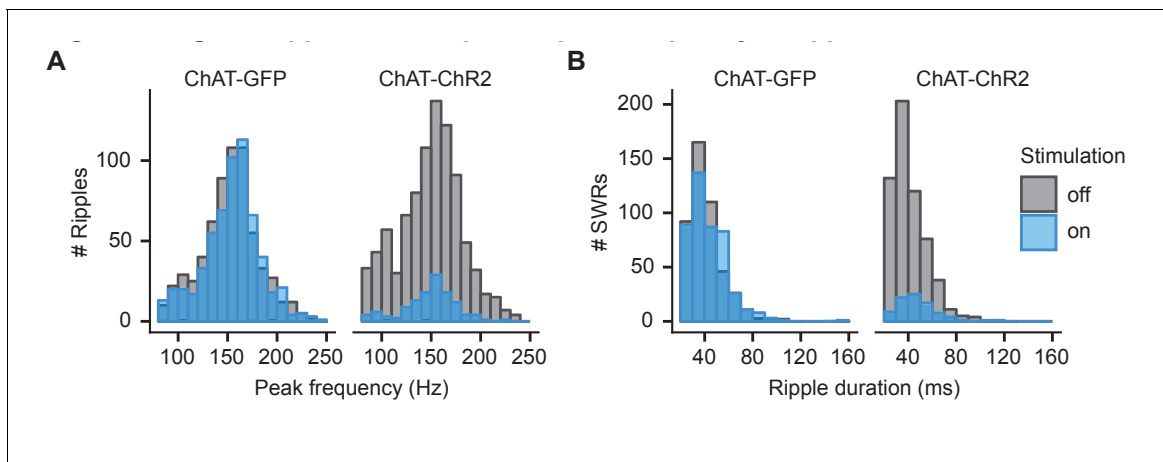 A
ChAT-GFP ChAT-ChR2
100
50
0
# Ripples
100 150 200 250 100 150 200 250
Peak frequency (Hz)
B
ChAT-GFP ChAT-ChR2
200
150
100
50
0
# SWRs
40 80 120 160 40 80 120 160
Ripple duration (ms)
Stimulation
off
on